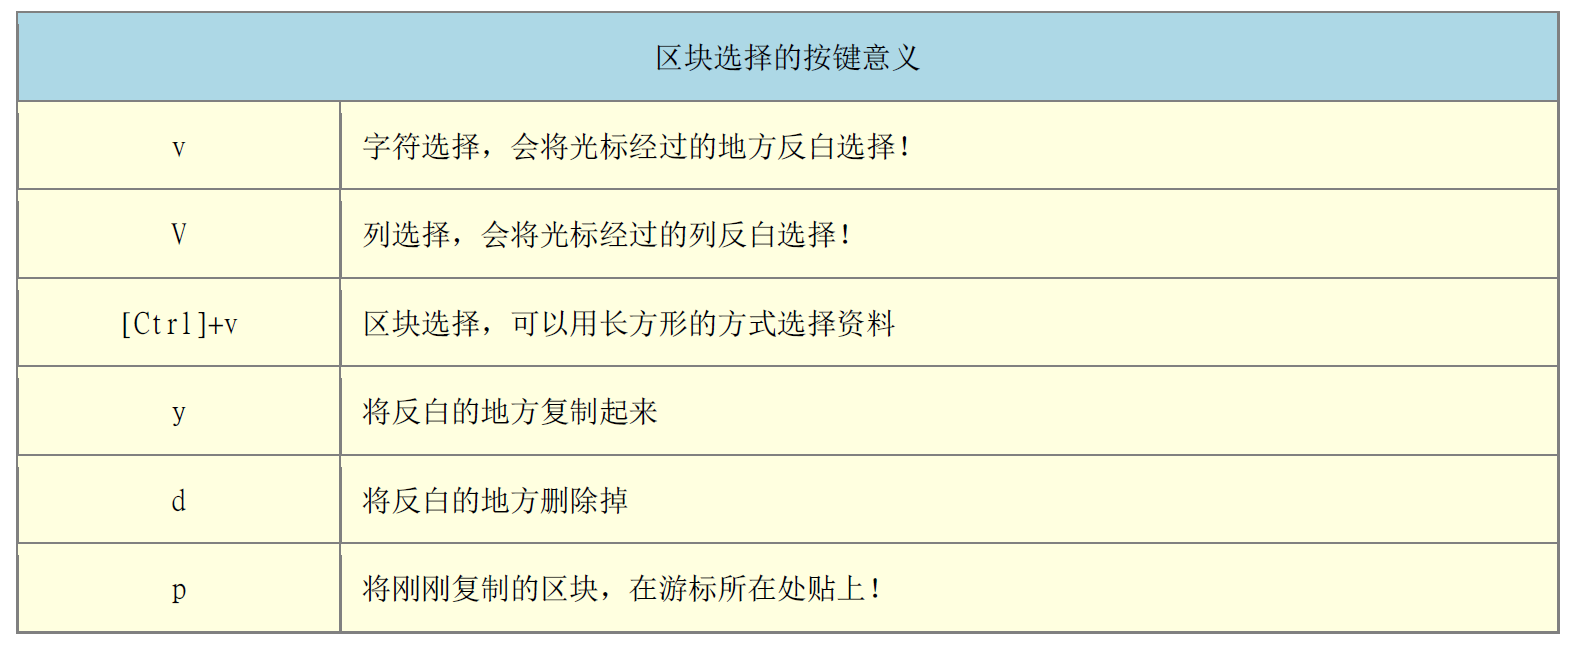 区块选择的按键意义
v 字符选择，会将光标经过的地方反白选择！
V 列选择，会将光标经过的列反白选择！
[Ctrl]+v 区块选择，可以用长方形的方式选择资料
y 将反白的地方复制起来
d 将反白的地方删除掉
p 将刚刚复制的区块，在游标所在处贴上！